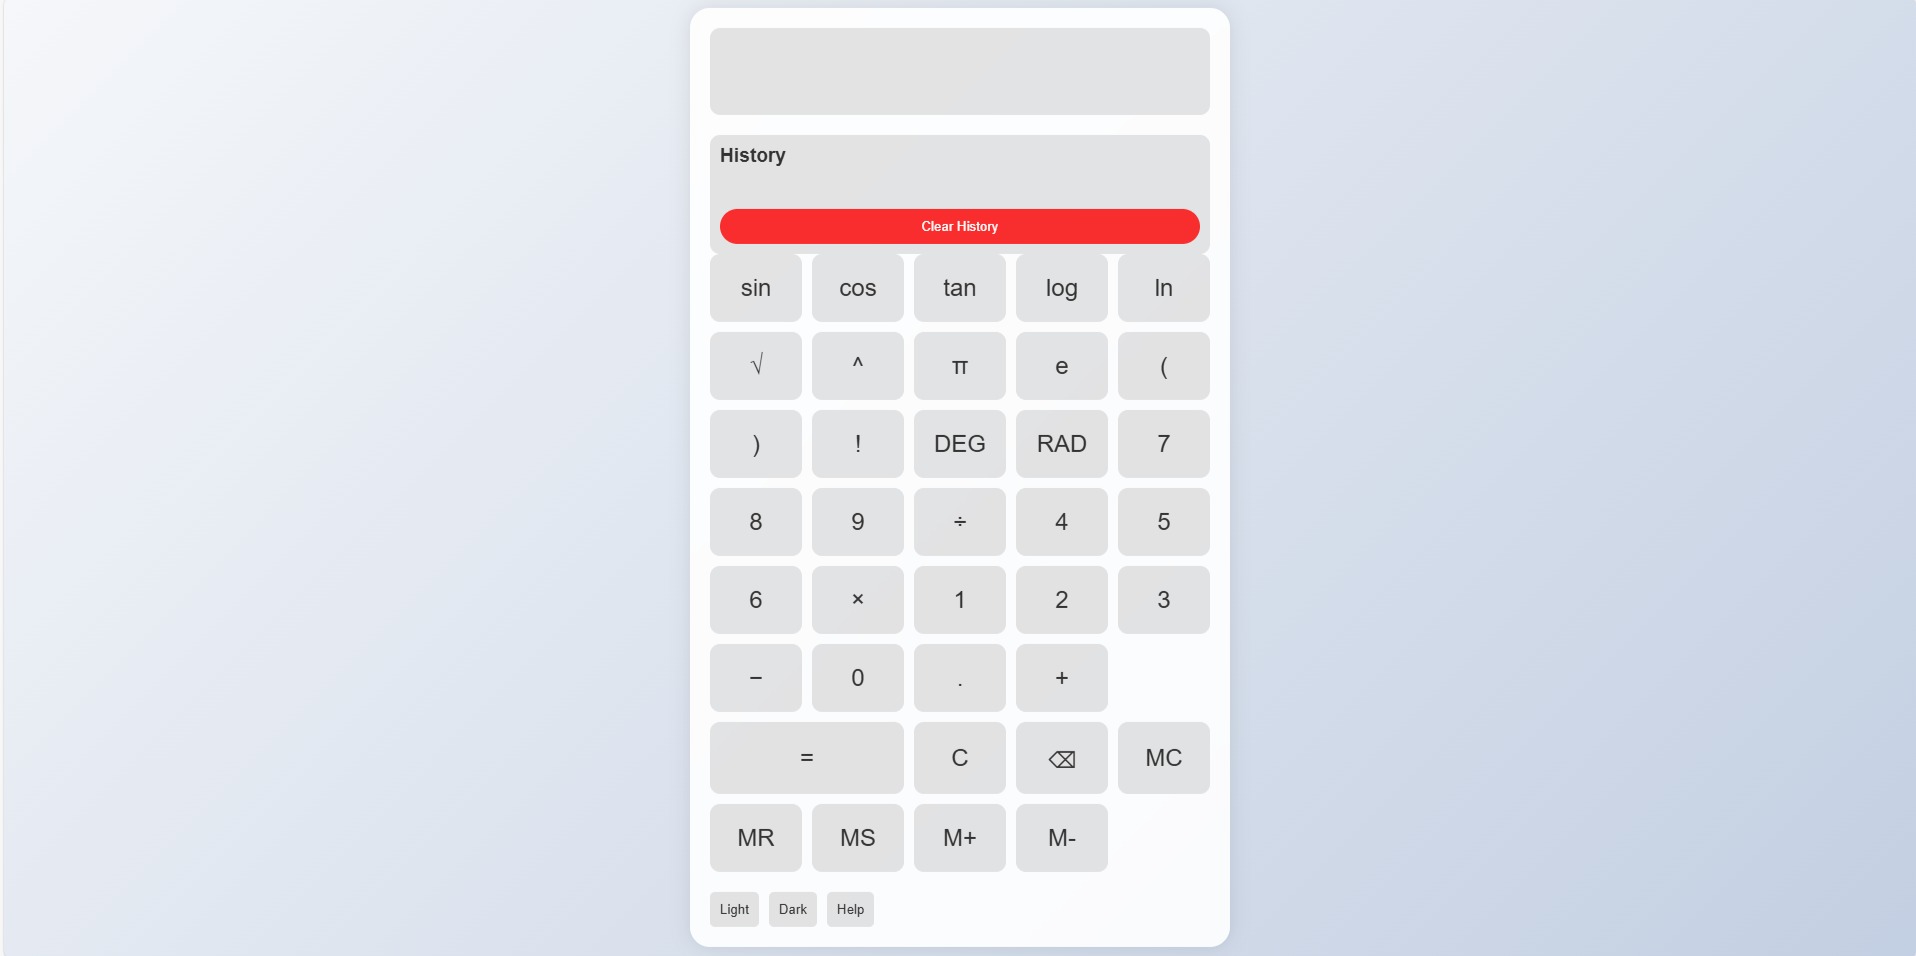 History
Clear History
sin cos tan log ln
√ ^ π e (
) ! DEG RAD 7
8 9 ÷ 4 5
6 × 1 2 3
− 0 . +
= C ⌫ MC
MR MS M+ M-
Light Dark Help